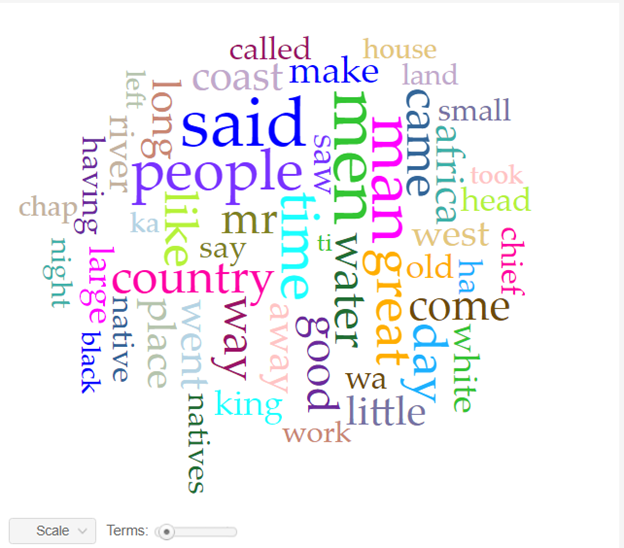 called
house
coast
make
land
left
long
said
men
man
came
small
river
having
people
saw
africa
took
chap
ka
like
mr
time
head
west
night
large
say
ti
water
great
old
ha
chief
country
native
black
place
went
way
away
good
come
day
white
wa
little
king
natives
work
Scale
Terms: